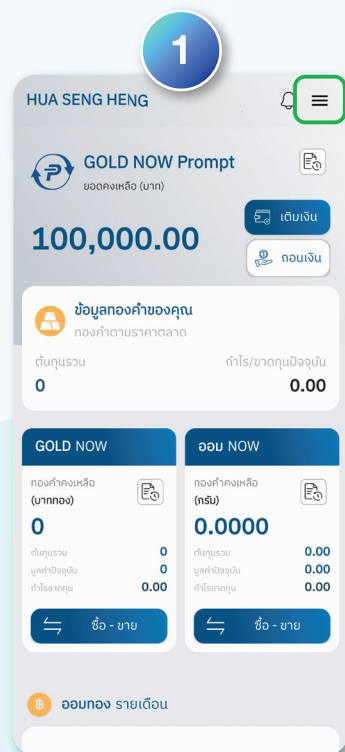 1
HUA SENG HENG
GOLD NOW Prompt
ยอดคงเหลือ (บาท)
100,000.00
เติมเงิน
ถอนเงิน
ข้อมูลทองคำของคุณ
ทองคำตามราคาตลาด
ต้นทุนรวม กำไร/ขาดทุนปัจจุบัน
0 0.00
GOLD NOW
ทองคำคงเหลือ
(บาททอง)
0
ต้นทุนรวม 0
มูลค่าปัจจุบัน 0
กำไรขาดทุน 0.00
ซื้อ - ขาย
ออม NOW
ทองคำคงเหลือ
(กรัม)
0.0000
ต้นทุนรวม 0.00
มูลค่าปัจจุบัน 0.00
กำไรขาดทุน 0.00
ซื้อ - ขาย
ออมทอง รายเดือน